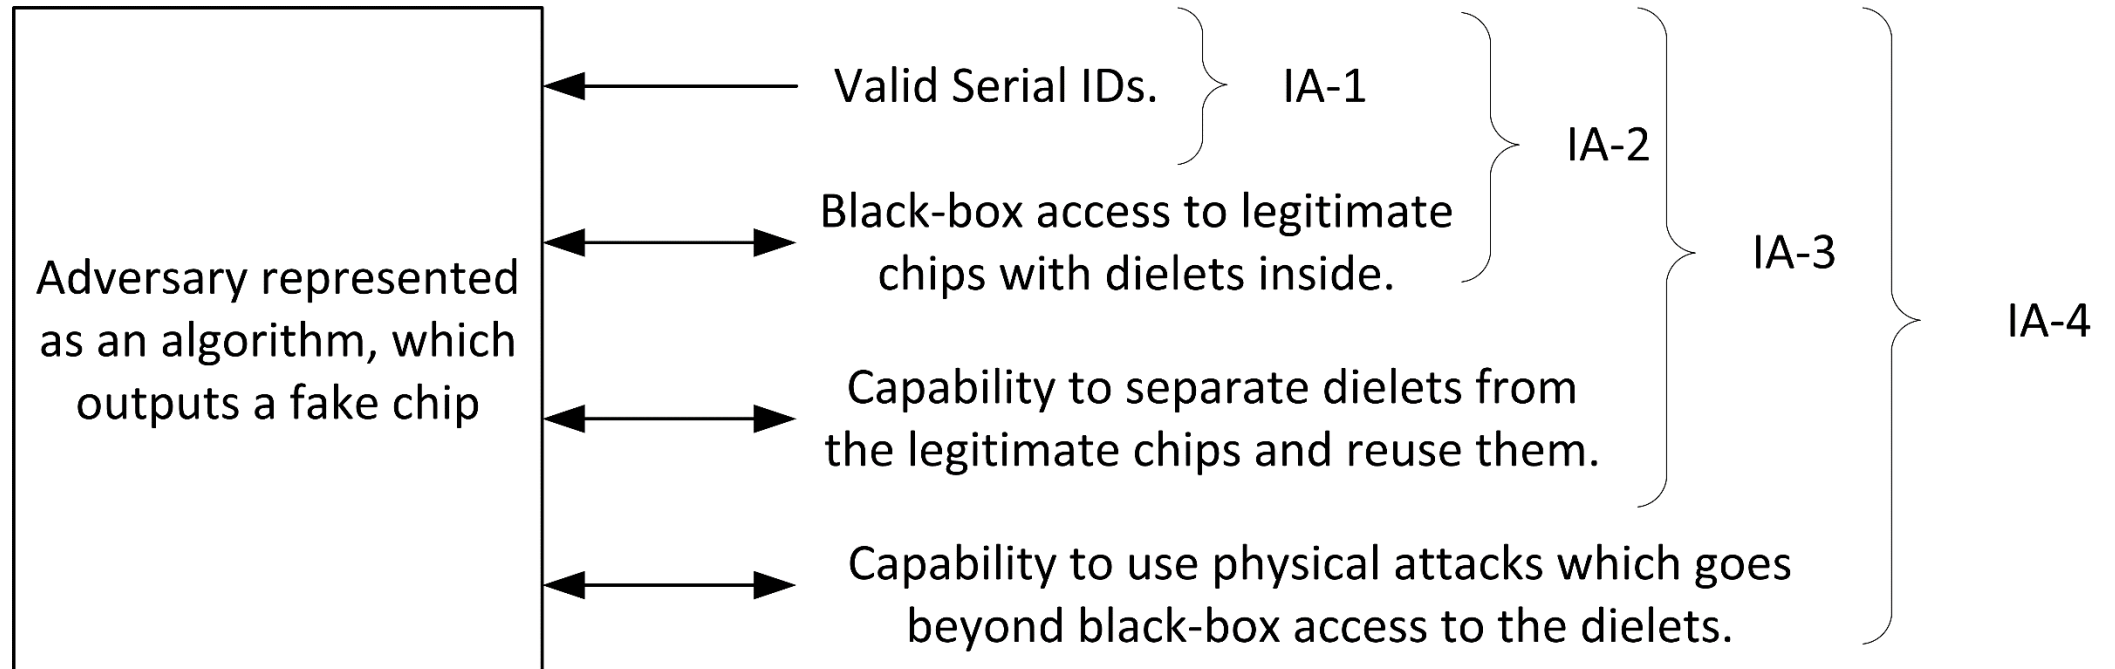 Adversary represented
as an algorithm, which
outputs a fake chip
Valid Serial IDs.
IA-1
IA-2
Black-box access to legitimate
chips with dielets inside.
IA-3
IA-4
Capability to separate dielets from
the legitimate chips and reuse them.
Capability to use physical attacks which goes
beyond black-box access to the dielets.